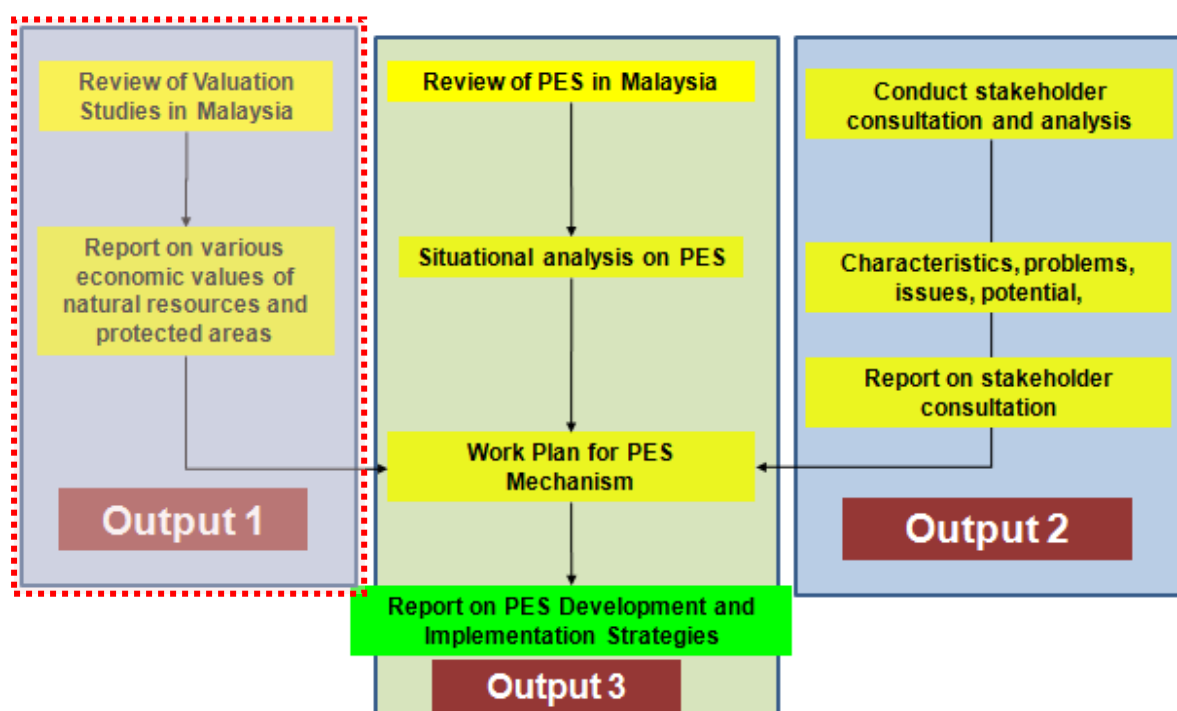 Review of Valuation
Studies in Malaysia
Report on various
economic values of
natural resources and
protected areas
Output 1
Review of PES in Malaysia
Situational analysis on PES
Work Plan for PES
Mechanism
Report on PES Development and
Implementation Strategies
Output 3
Conduct stakeholder
consultation and analysis
Characteristics, problems,
issues, potential,
Report on stakeholder
consultation
Output 2